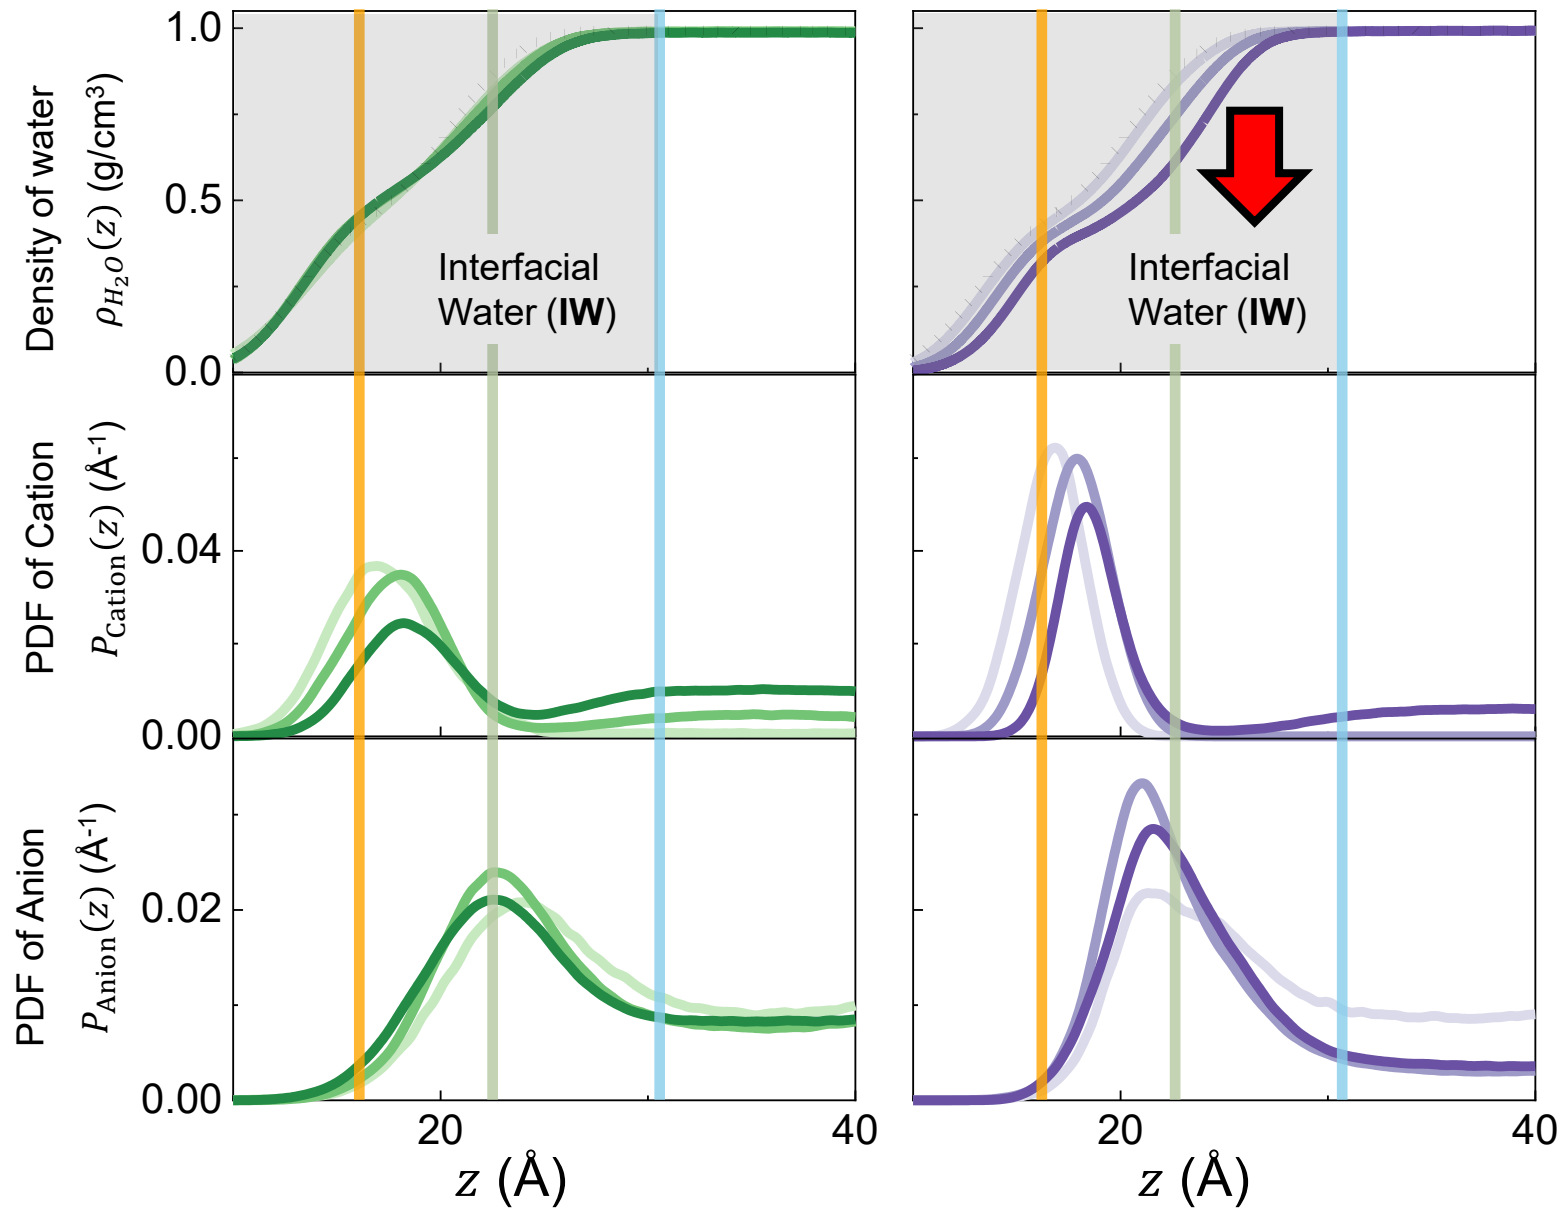 Density of water
ρH₂O(z) (g/cm³)
1.0
0.5
0.0
Interfacial
Water (IW)
Interfacial
Water (IW)
PDF of Cation
PCation(z) (Å⁻¹)
0.04
0.00
PDF of Anion
PAnion(z) (Å⁻¹)
0.02
0.00
20
40
20
40
z (Å)
z (Å)